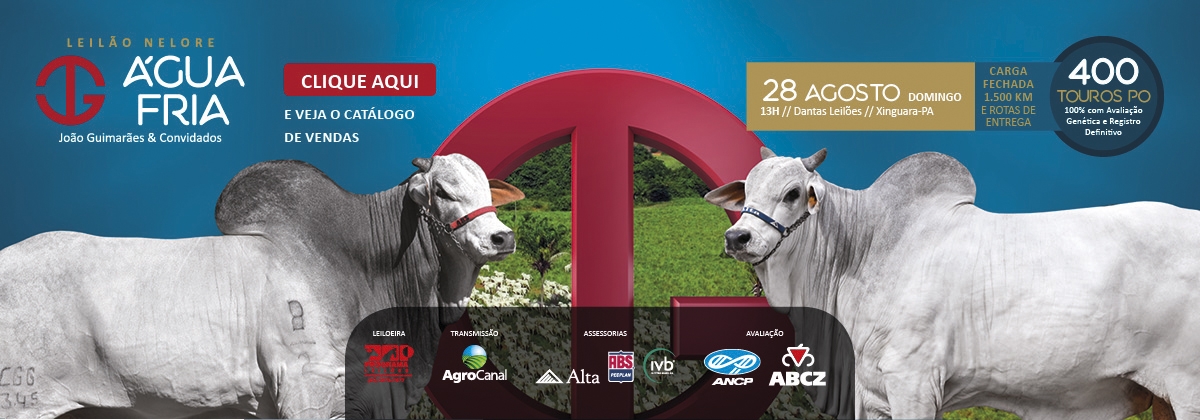 LEILÃO NELORE
ÁGUA
FRIA
João Guimarães & Convidados
CLIQUE AQUI
E VEJA O CATÁLOGO
DE VENDAS
28 AGOSTO DOMINGO
13H // Dantas Leilões // Xinguara-PA
CARGA
FECHADA
1.500 KM
E ROTAS DE
ENTREGA
400
TOUROS PO
100% com Avaliação
Genética e Registro
Definitivo
LEILOEIRA
TRANSMISSÃO
AgroCanal
ASSESSORIAS
Alta
ABS
PECPLAN
ivb
AVALIAÇÃO
ANCP
ABCZ